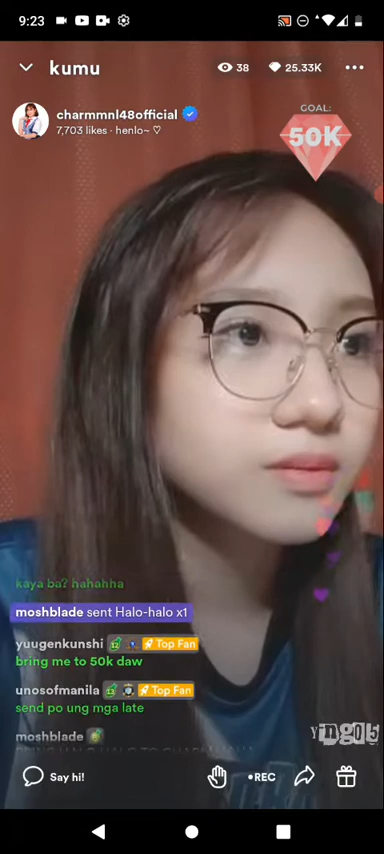 9:23
kumu
38
25.33K
charmmnl48official
7,703 likes · henlo~ ♡
GOAL:
50K
kaya ba? hahahha
moshblade sent Halo-halo x1
yuugenkunshi 12 Top Fan
bring me to 50k daw
unosofmanila 13 Top Fan
send po ung mga late
moshblade
Say hi!
•REC